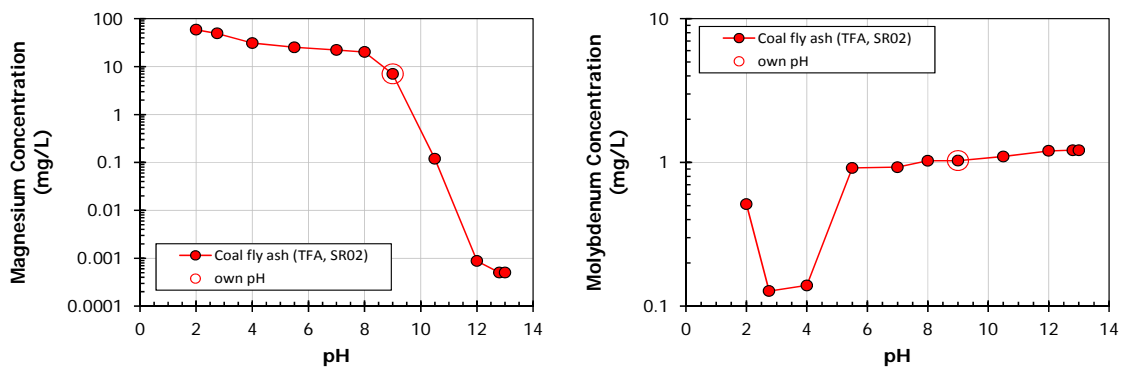 Magnesium Concentration
(mg/L)
100
10
1
0.1
0.01
0.001
0.0001
Coal fly ash (TFA, SR02)
own pH
0 2 4 6 8 10 12 14
pH
Molybdenum Concentration
(mg/L)
10
1
0.1
Coal fly ash (TFA, SR02)
own pH
0 2 4 6 8 10 12 14
pH